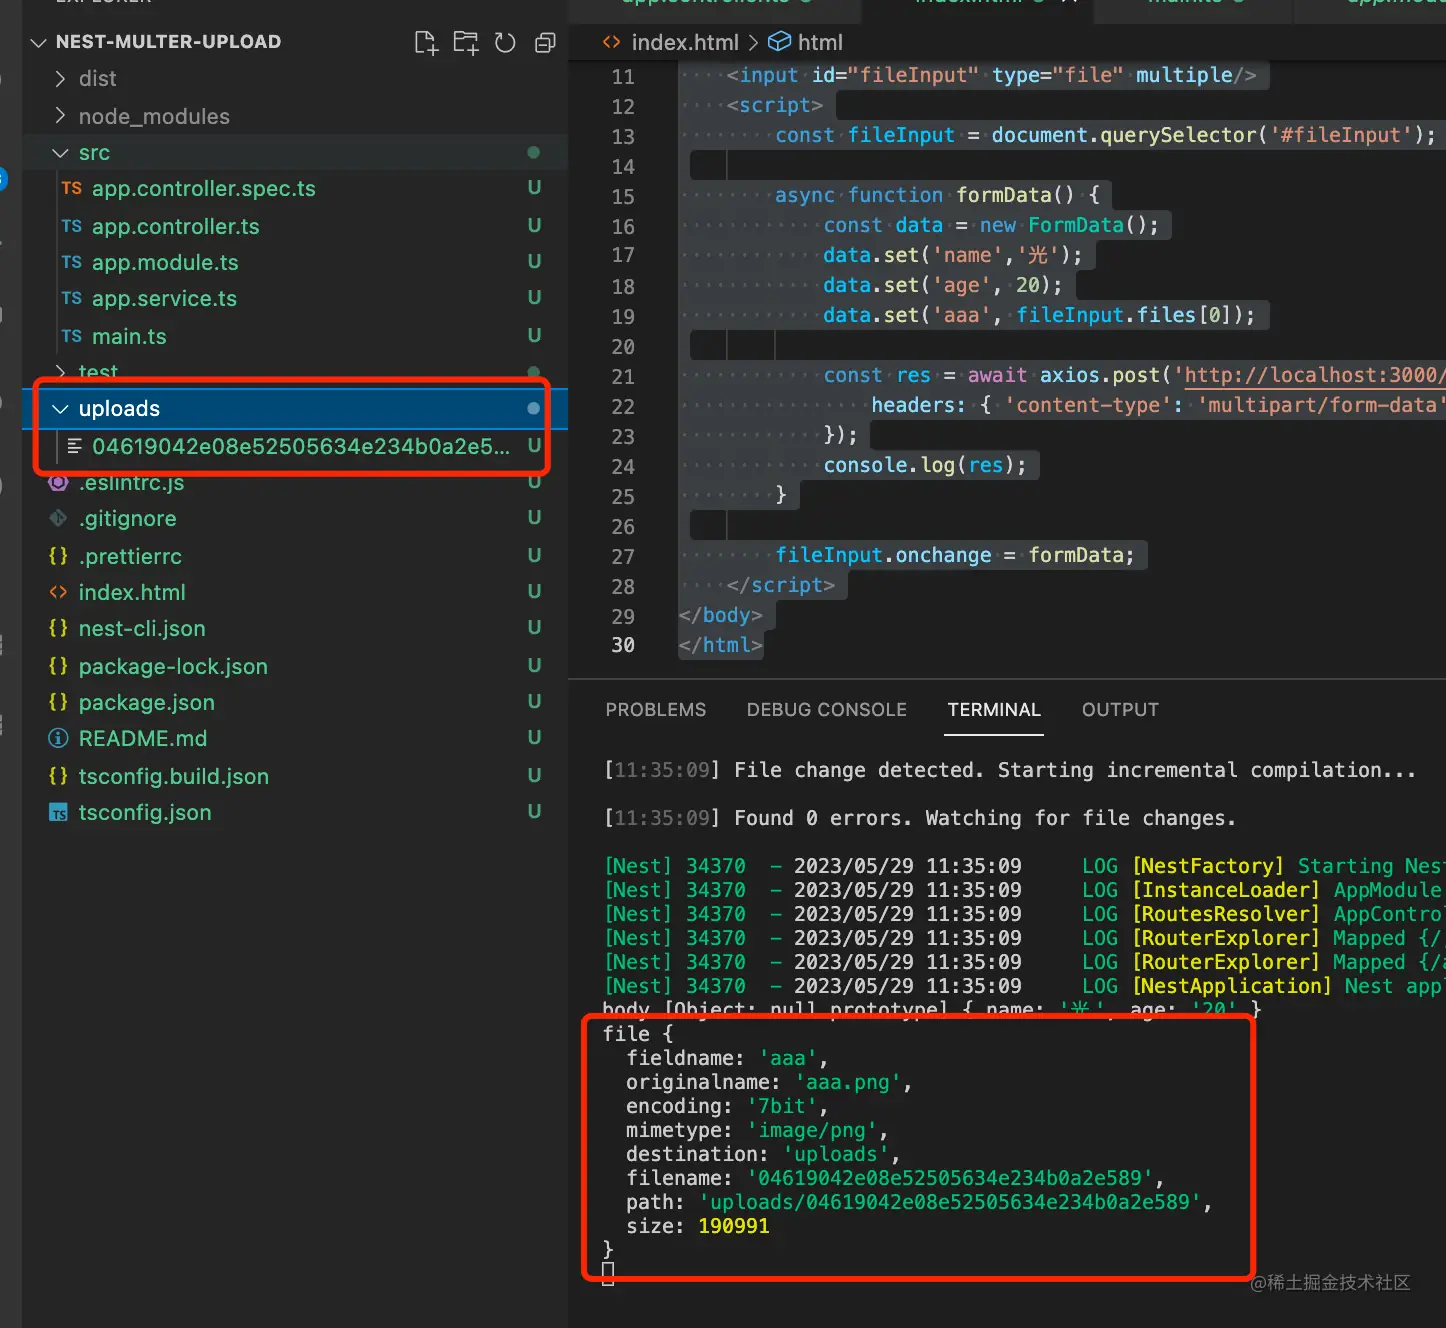 EXPLORER
NEST-MULTER-UPLOAD
dist
node_modules
src
TS app.controller.spec.ts U
TS app.controller.ts U
TS app.module.ts U
TS app.service.ts U
TS main.ts U
test
uploads
04619042e08e52505634e234b0a2e5... U
.eslintrc.js U
.gitignore U
{} .prettierrc U
<> index.html U
{} nest-cli.json U
{} package-lock.json U
{} package.json U
README.md U
{} tsconfig.build.json U
TS tsconfig.json U
app.controller.ts index.html main.ts
<> index.html > html
11 <input id="fileInput" type="file" multiple/>
12 <script>
13 const fileInput = document.querySelector('#fileInput');
14
15 async function formData() {
16 const data = new FormData();
17 data.set('name','光');
18 data.set('age', 20);
19 data.set('aaa', fileInput.files[0]);
20
21 const res = await axios.post('http://localhost:3000/
22 headers: { 'content-type': 'multipart/form-data'
23 });
24 console.log(res);
25 }
26
27 fileInput.onchange = formData;
28 </script>
29 </body>
30 </html>
PROBLEMS DEBUG CONSOLE TERMINAL OUTPUT
[11:35:09] File change detected. Starting incremental compilation...
[11:35:09] Found 0 errors. Watching for file changes.
[Nest] 34370 - 2023/05/29 11:35:09 LOG [NestFactory] Starting Nes
[Nest] 34370 - 2023/05/29 11:35:09 LOG [InstanceLoader] AppModule
[Nest] 34370 - 2023/05/29 11:35:09 LOG [RoutesResolver] AppContro
[Nest] 34370 - 2023/05/29 11:35:09 LOG [RouterExplorer] Mapped {/
[Nest] 34370 - 2023/05/29 11:35:09 LOG [RouterExplorer] Mapped {/a
[Nest] 34370 - 2023/05/29 11:35:09 LOG [NestApplication] Nest app
body [Object: null prototype] { name: '光', age: '20' }
file {
fieldname: 'aaa',
originalname: 'aaa.png',
encoding: '7bit',
mimetype: 'image/png',
destination: 'uploads',
filename: '04619042e08e52505634e234b0a2e589',
path: 'uploads/04619042e08e52505634e234b0a2e589',
size: 190991
}
@稀土掘金技术社区